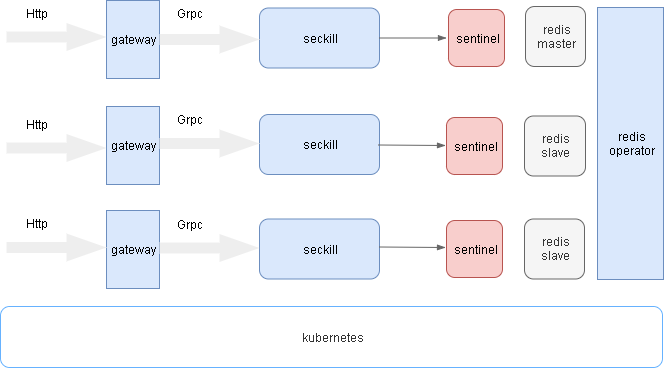 Http
gateway
Grpc
seckill
sentinel
redis
master
Http
gateway
Grpc
seckill
sentinel
redis
slave
redis
operator
Http
gateway
Grpc
seckill
sentinel
redis
slave
kubernetes